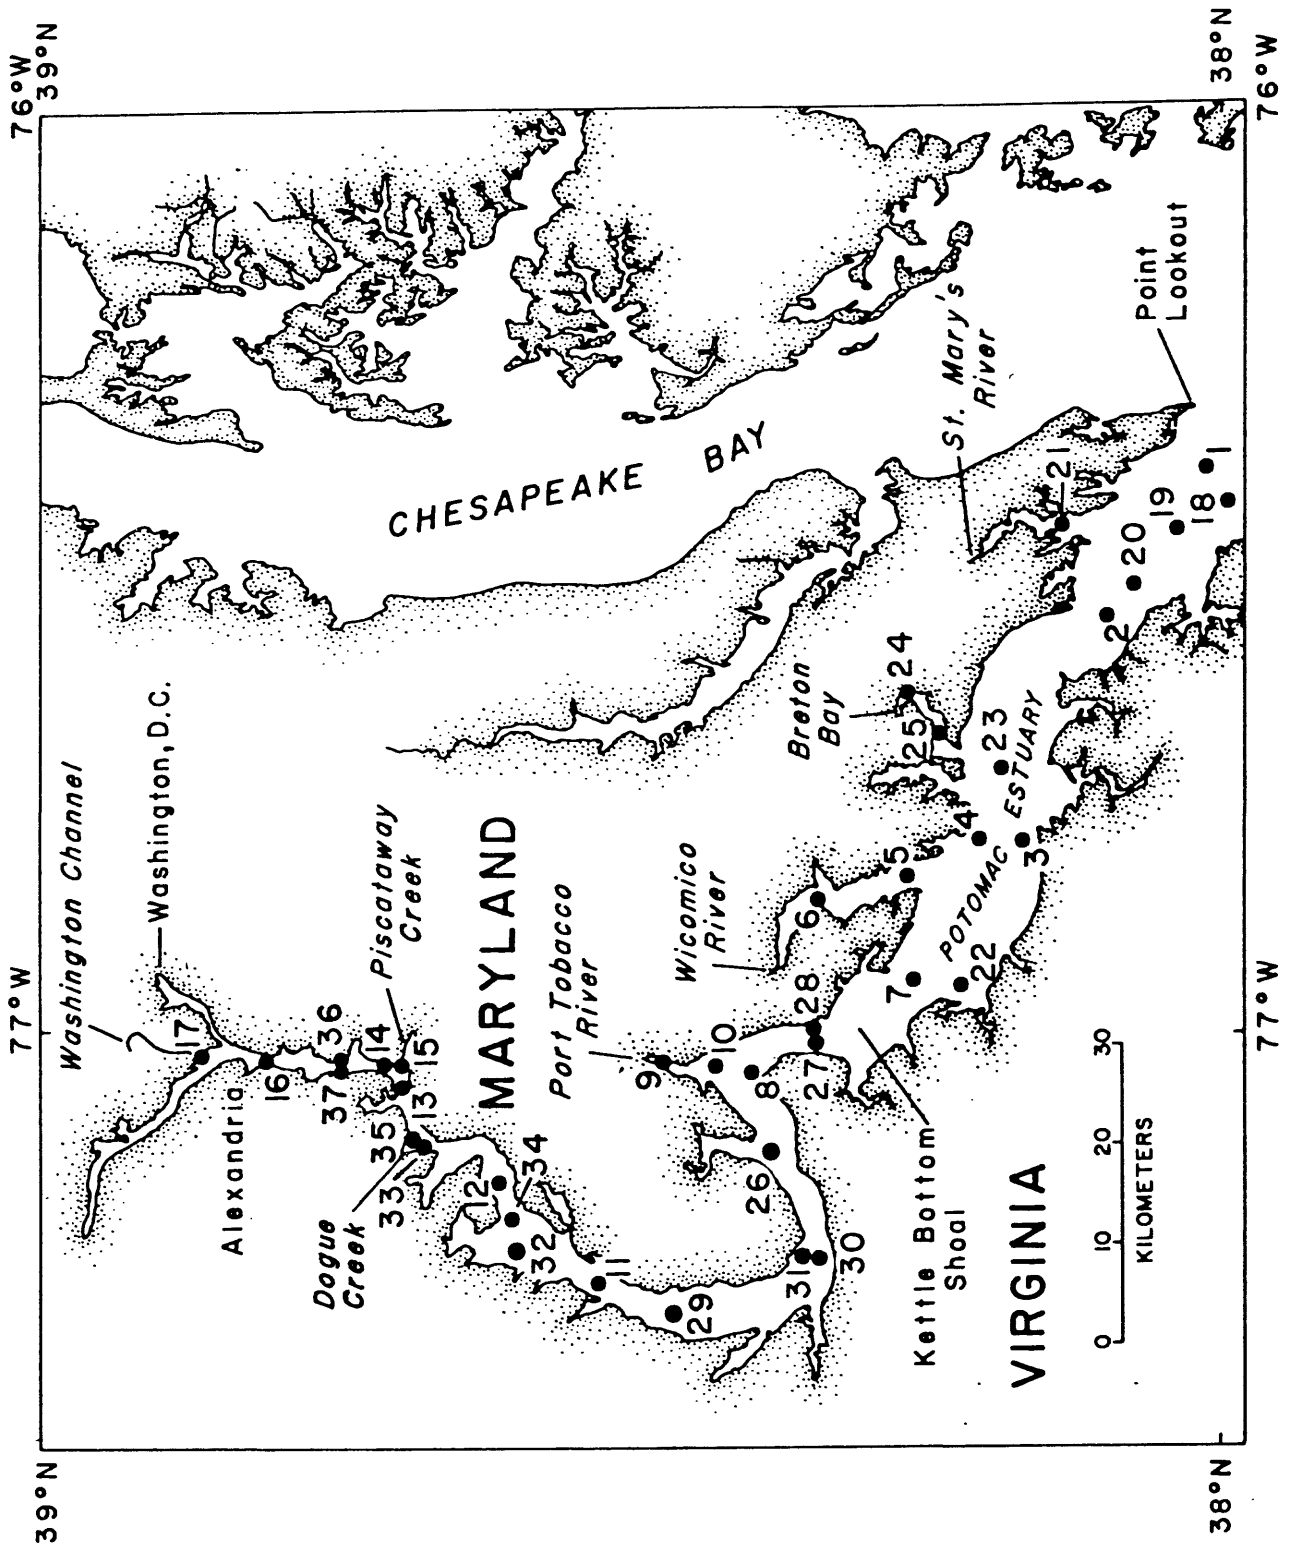 39°N
76°W
39°N
Washington Channel
Washington, D.C.
17
Alexandria
16
36
37
14
15
13
Piscataway
Creek
35
33
Dogue
Creek
MARYLAND
12
34
32
11
29
Port Tobacco
River
9
10
8
26
31
30
Wicomico
River
6
28
27
5
7
22
Kettle Bottom
Shoal
VIRGINIA
CHESAPEAKE BAY
Breton
Bay
24
25
23
4
3
POTOMAC ESTUARY
St. Mary's
River
21
20
2
19
18
1
Point
Lookout
0 10 20 30
KILOMETERS
77°W
77°W
38°N
38°N
76°W